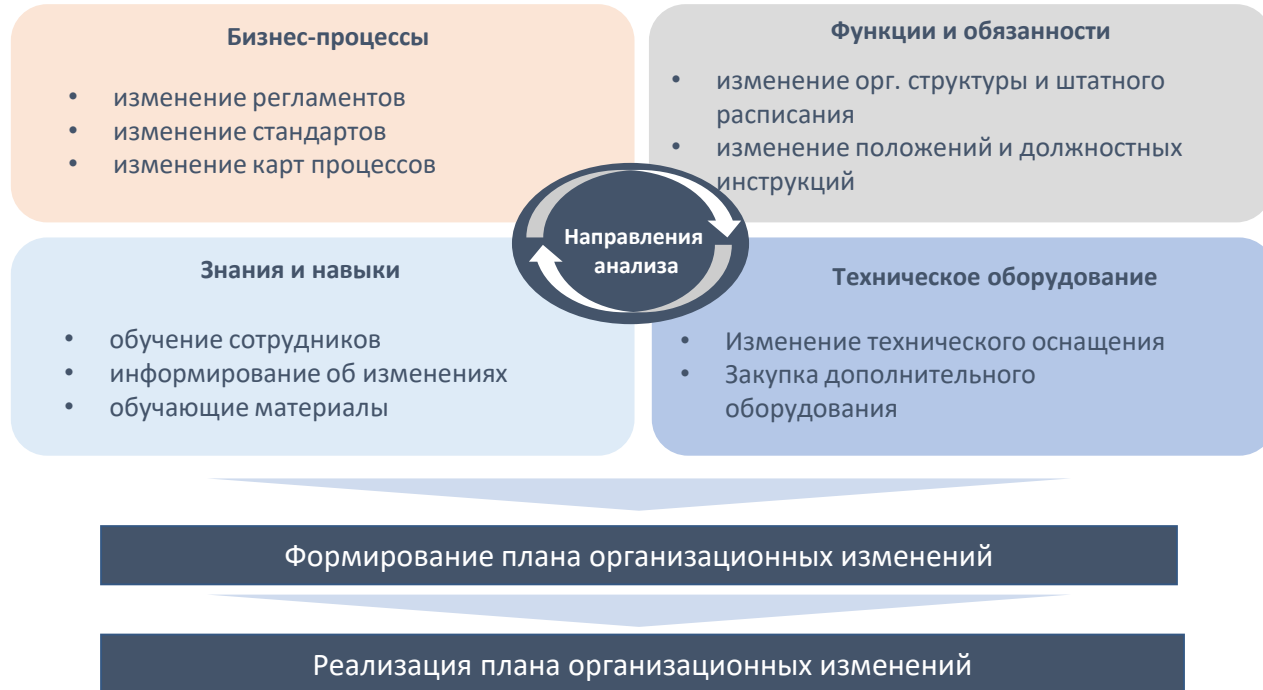 Бизнес-процессы
• изменение регламентов
• изменение стандартов
• изменение карт процессов
Функции и обязанности
• изменение орг. структуры и штатного
расписания
• изменение положений и должностных
инструкций
Направления
анализа
Знания и навыки
• обучение сотрудников
• информирование об изменениях
• обучающие материалы
Техническое оборудование
• Изменение технического оснащения
• Закупка дополнительного
оборудования
Формирование плана организационных изменений
Реализация плана организационных изменений